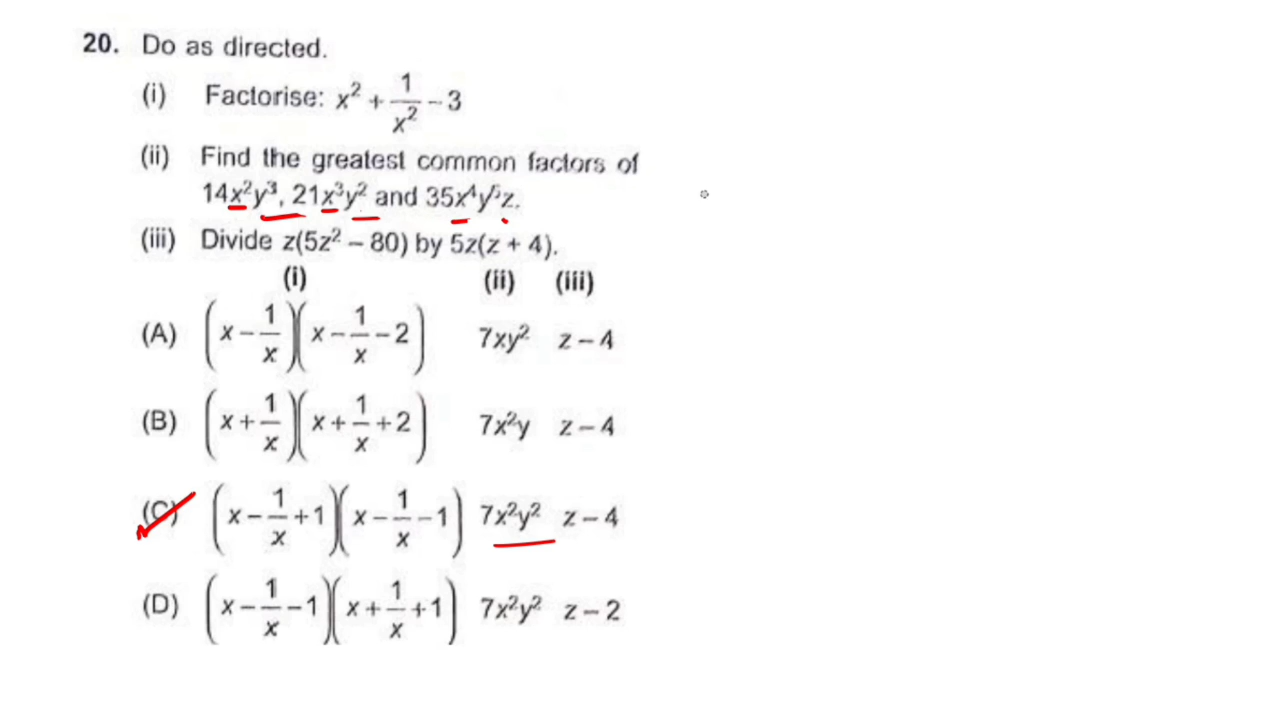 20. Do as directed.
(i) Factorise: x² + 1/x² − 3
(ii) Find the greatest common factors of
14x²y³, 21x³y² and 35x⁴y⁵z.
(iii) Divide z(5z² − 80) by 5z(z + 4).
(i) (ii) (iii)
(A) (x − 1/x)(x − 1/x − 2) 7xy² z − 4
(B) (x + 1/x)(x + 1/x + 2) 7x²y z − 4
(C) (x − 1/x + 1)(x − 1/x − 1) 7x²y² z − 4
(D) (x − 1/x − 1)(x + 1/x + 1) 7x²y² z − 2